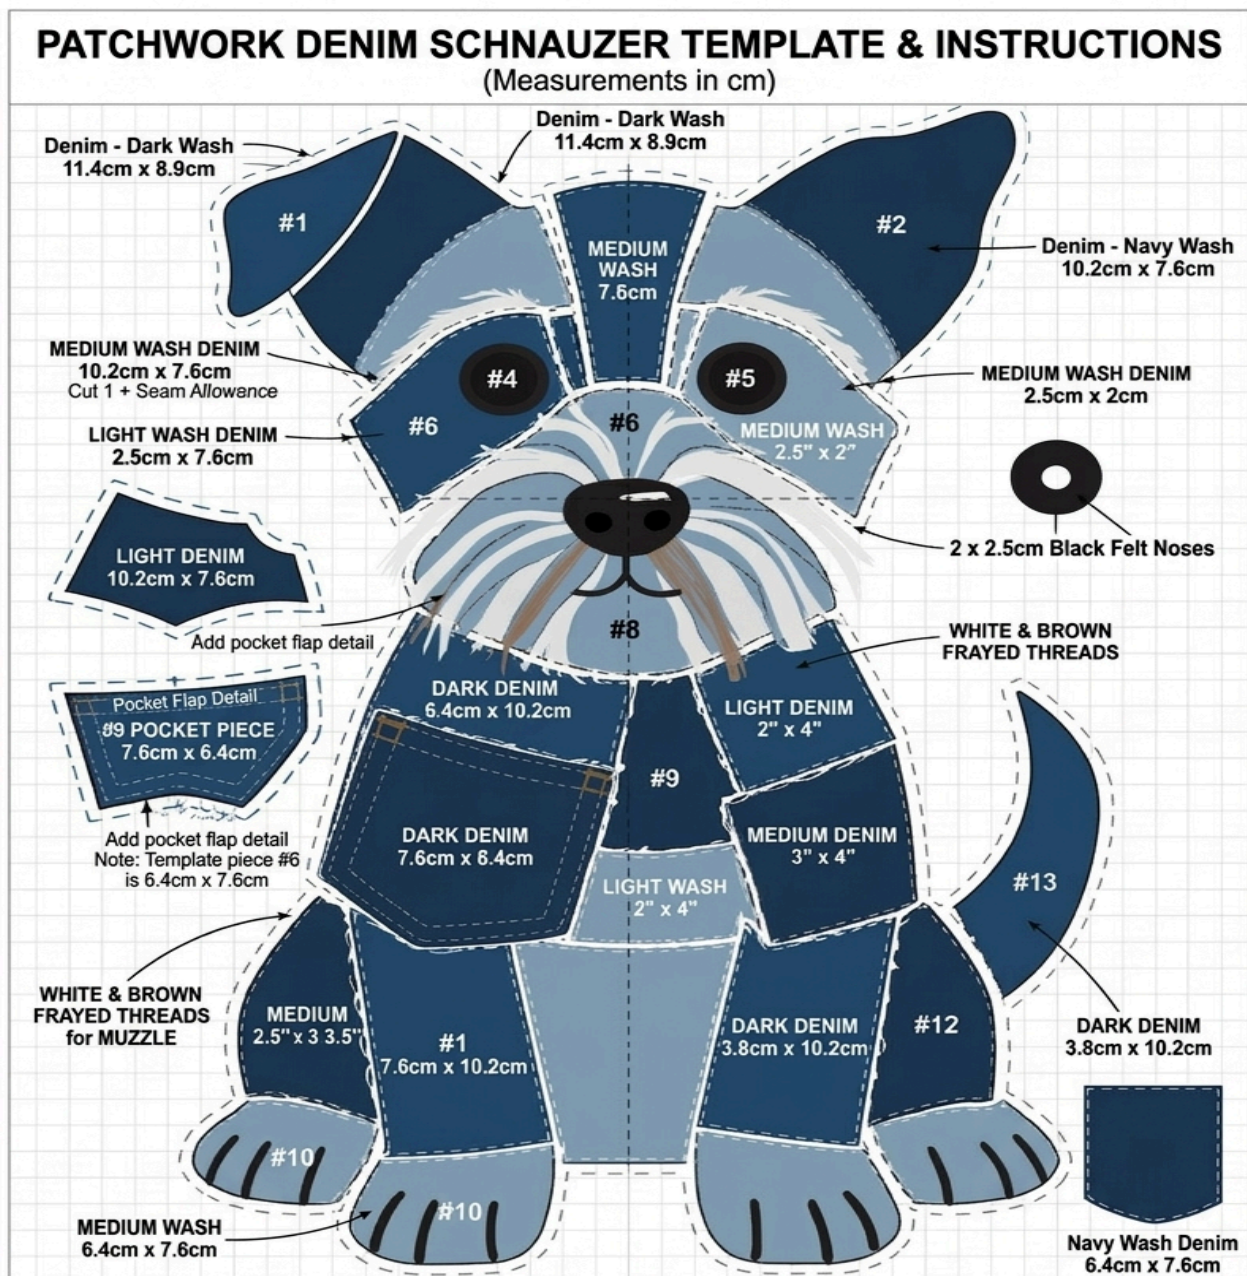 PATCHWORK DENIM SCHNAUZER TEMPLATE & INSTRUCTIONS
(Measurements in cm)
Denim - Dark Wash
11.4cm x 8.9cm
Denim - Dark Wash
11.4cm x 8.9cm
#1
#2
MEDIUM
WASH
7.6cm
Denim - Navy Wash
10.2cm x 7.6cm
MEDIUM WASH DENIM
10.2cm x 7.6cm
Cut 1 + Seam Allowance
#4
#5
MEDIUM WASH DENIM
2.5cm x 2cm
LIGHT WASH DENIM
2.5cm x 7.6cm
#6
#6
MEDIUM WASH
2.5" x 2"
LIGHT DENIM
10.2cm x 7.6cm
2 x 2.5cm Black Felt Noses
Add pocket flap detail
#8
WHITE & BROWN
FRAYED THREADS
Pocket Flap Detail
#9 POCKET PIECE
7.6cm x 6.4cm
DARK DENIM
6.4cm x 10.2cm
LIGHT DENIM
2" x 4"
#9
Add pocket flap detail
Note: Template piece #6
is 6.4cm x 7.6cm
DARK DENIM
7.6cm x 6.4cm
MEDIUM DENIM
3" x 4"
LIGHT WASH
2" x 4"
#13
WHITE & BROWN
FRAYED THREADS
for MUZZLE
MEDIUM
2.5" x 3 3.5"
#1
7.6cm x 10.2cm
DARK DENIM
3.8cm x 10.2cm
#12
DARK DENIM
3.8cm x 10.2cm
#10
#10
MEDIUM WASH
6.4cm x 7.6cm
Navy Wash Denim
6.4cm x 7.6cm